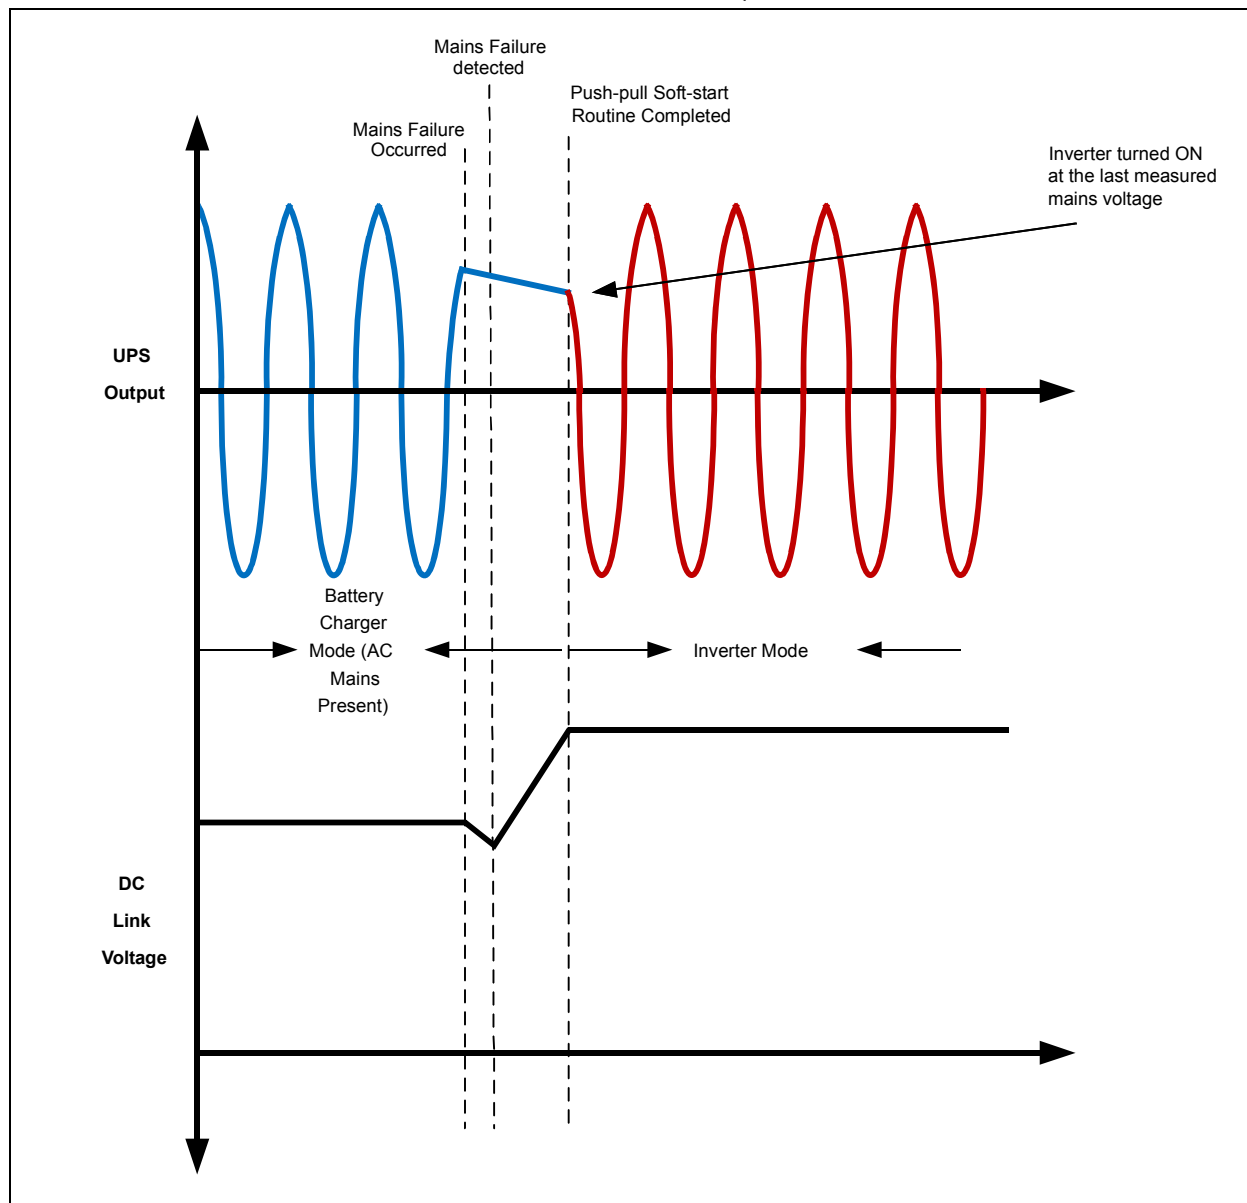 Mains Failure
detected
Push-pull Soft-start
Routine Completed
Mains Failure
Occurred
Inverter turned ON
at the last measured
mains voltage
UPS
Output
Battery
Charger
Mode (AC
Mains
Present)
Inverter Mode
DC
Link
Voltage